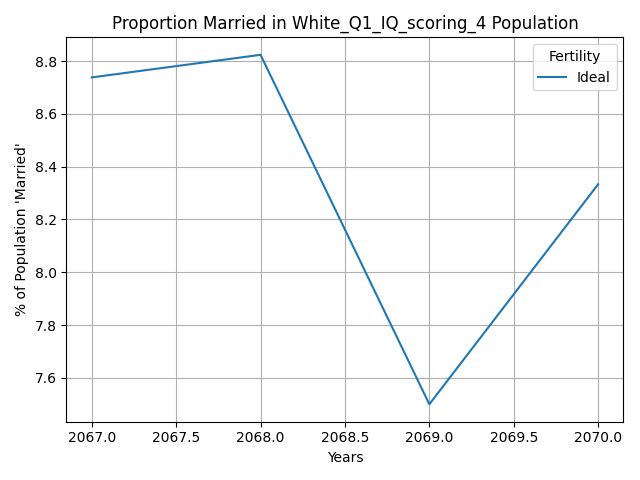 Proportion Married in White_Q1_IQ_scoring_4 Population
% of Population 'Married'
8.8
8.6
8.4
8.2
8.0
7.8
7.6
Fertility
Ideal
2067.0 2067.5 2068.0 2068.5 2069.0 2069.5 2070.0
Years